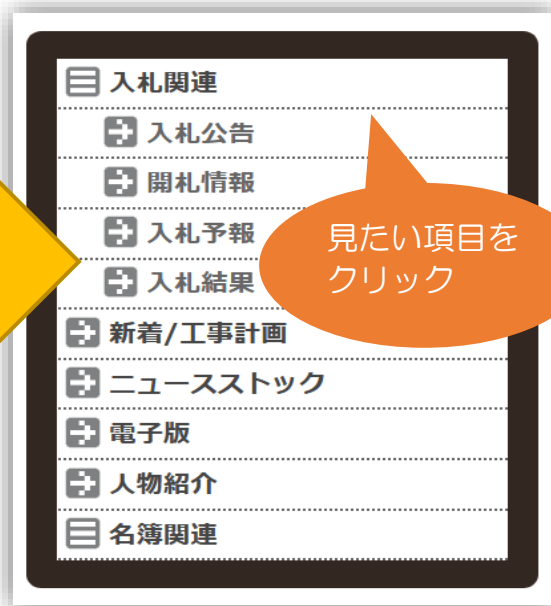 入札関連
入札公告
開札情報
入札予報
入札結果
新着/工事計画
ニュースストック
電子版
人物紹介
名簿関連
見たい項目を
クリック